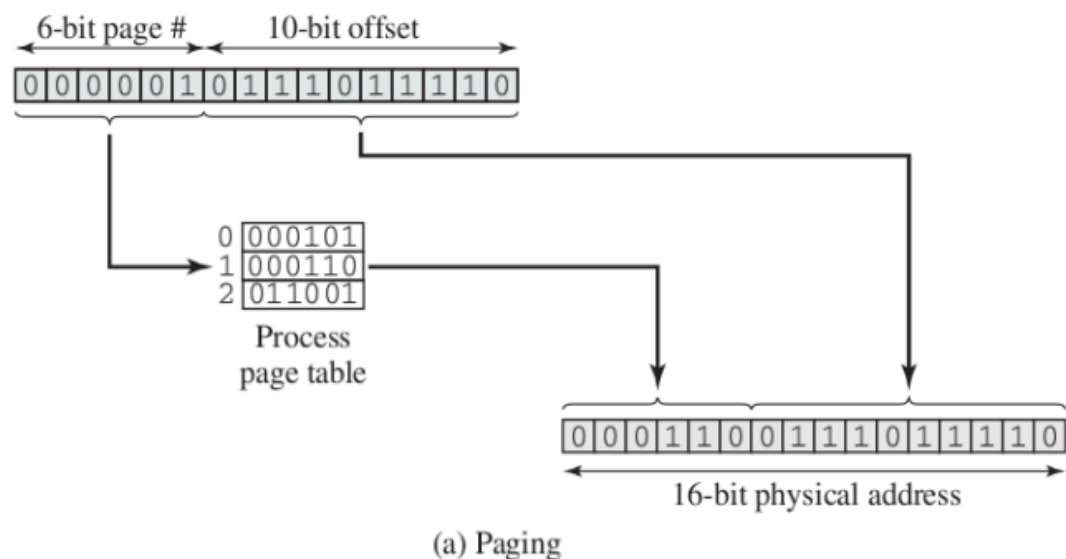 6-bit page # 10-bit offset
0 0 0 0 0 1 0 1 1 1 0 1 1 1 1 0
0 000101
1 000110
2 011001
Process
page table
0 0 0 1 1 0 0 1 1 1 0 1 1 1 1 0
16-bit physical address
(a) Paging